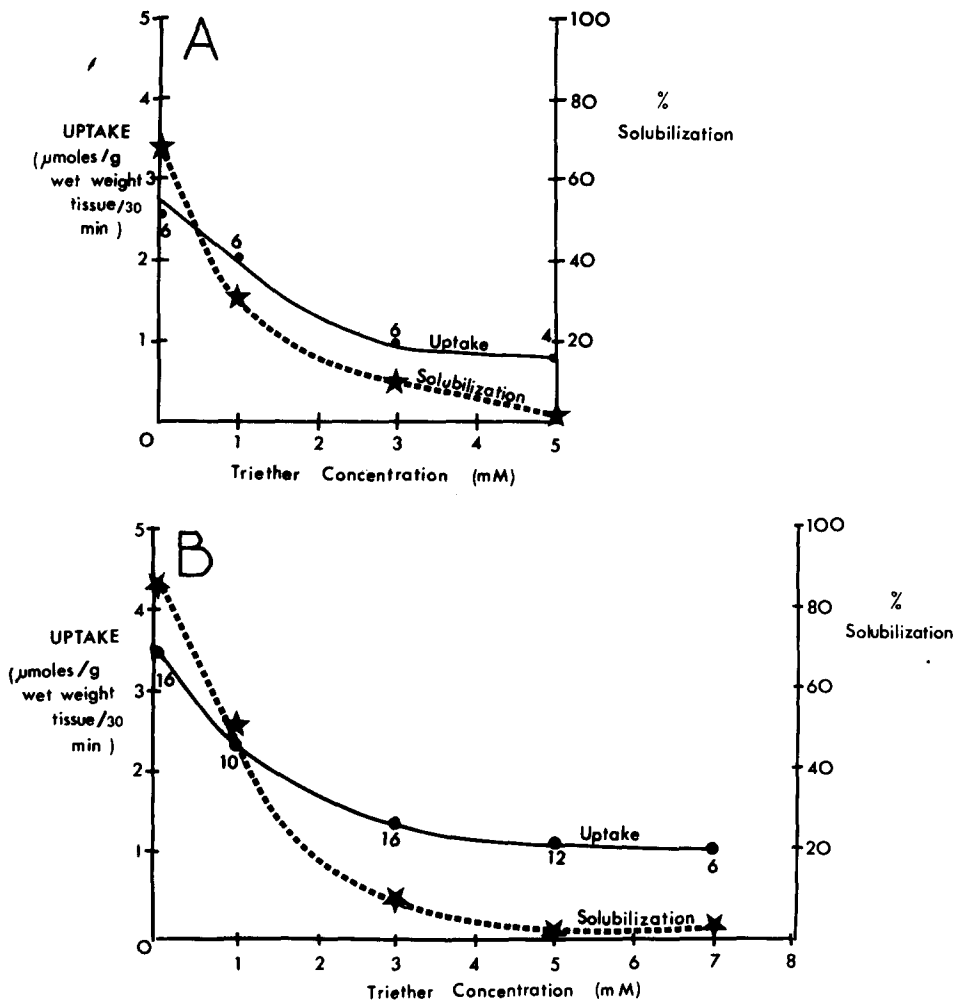 A
5
4
3
2
1
O
UPTAKE
(µmoles/g
wet weight
tissue/30
min)
100
80
60
40
20
%
Solubilization
6
6
6
4
Uptake
Solubilization
1 2 3 4 5
Triether Concentration (mM)
B
5
4
3
2
1
O
UPTAKE
(µmoles/g
wet weight
tissue/30
min)
100
80
60
40
20
%
Solubilization
16
10
16
12
6
Uptake
Solubilization
1 2 3 4 5 6 7 8
Triether Concentration (mM)